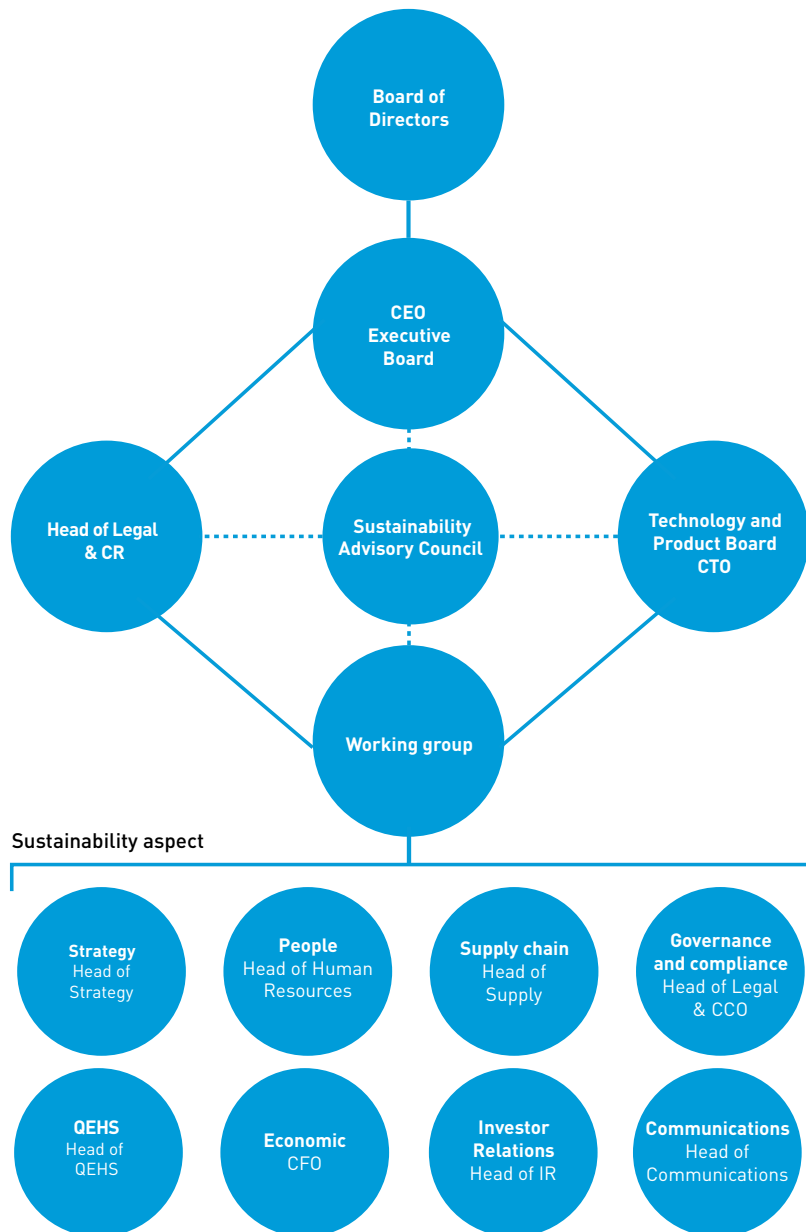 Board of
Directors
CEO
Executive
Board
Head of Legal
& CR
Sustainability
Advisory Council
Technology and
Product Board
CTO
Working group
Sustainability aspect
Strategy
Head of
Strategy
People
Head of Human
Resources
Supply chain
Head of
Supply
Governance
and compliance
Head of Legal
& CCO
QEHS
Head of
QEHS
Economic
CFO
Investor
Relations
Head of IR
Communications
Head of
Communications